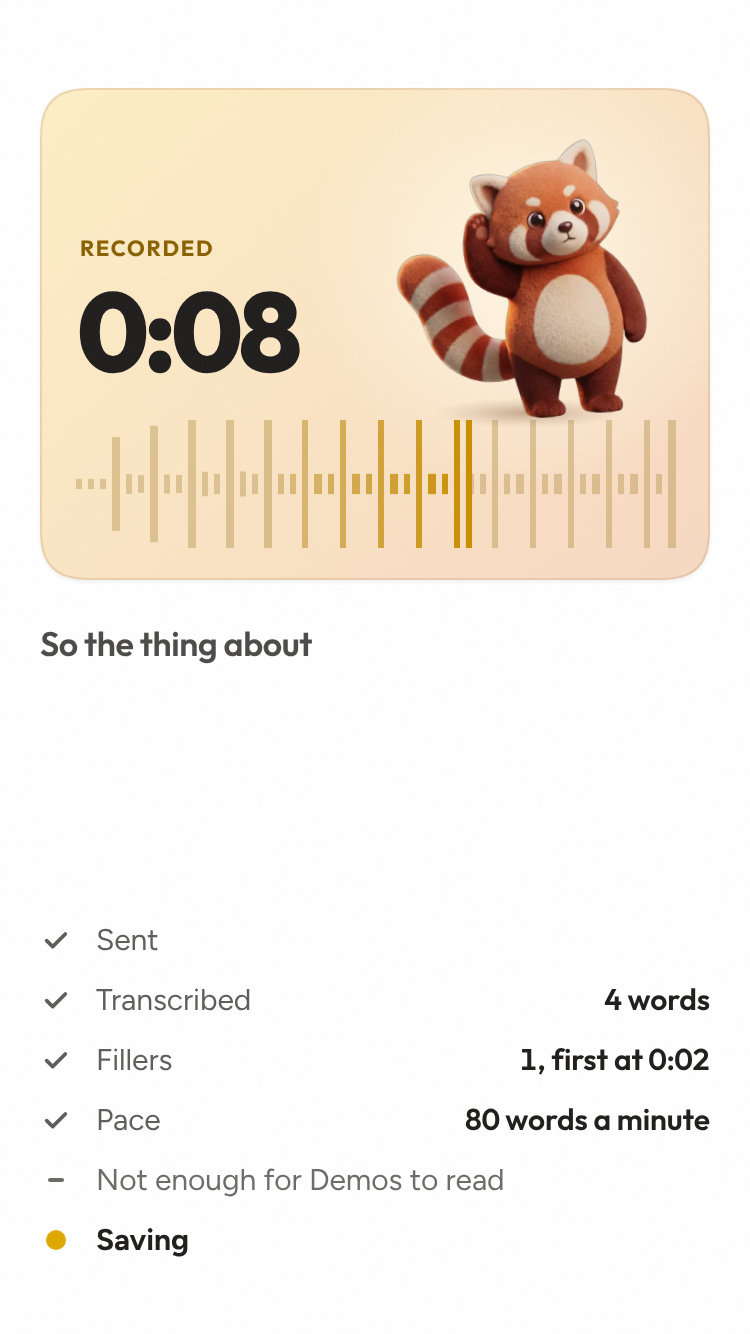 RECORDED
0:08
So the thing about
Sent
Transcribed 4 words
Fillers 1, first at 0:02
Pace 80 words a minute
Not enough for Demos to read
Saving